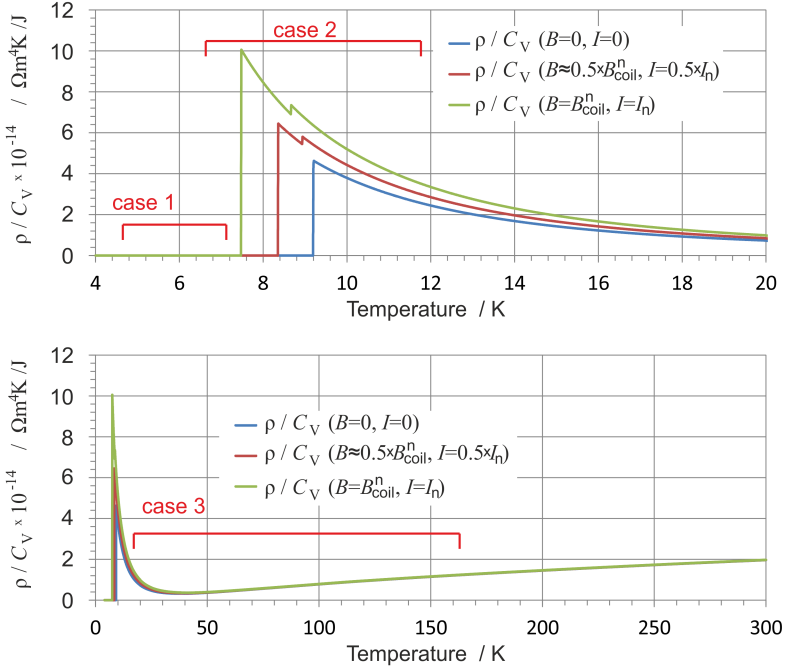 ρ / C_V × 10^-14 / Ωm^4K /J
12
10
8
6
4
2
0
case 1
case 2
ρ / C_V (B=0, I=0)
ρ / C_V (B≈0.5×B^n_coil, I=0.5×I_n)
ρ / C_V (B=B^n_coil, I=I_n)
4 6 8 10 12 14 16 18 20
Temperature / K
ρ / C_V × 10^-14 / Ωm^4K /J
12
10
8
6
4
2
0
ρ / C_V (B=0, I=0)
ρ / C_V (B≈0.5×B^n_coil, I=0.5×I_n)
ρ / C_V (B=B^n_coil, I=I_n)
case 3
0 50 100 150 200 250 300
Temperature / K